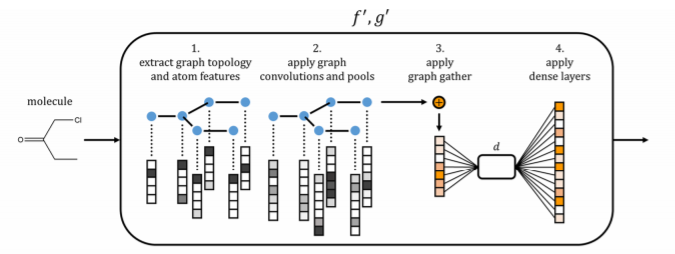 f′, g′
1.
extract graph topology
and atom features
2.
apply graph
convolutions and pools
3.
apply
graph gather
4.
apply
dense layers
molecule
Cl
O
d